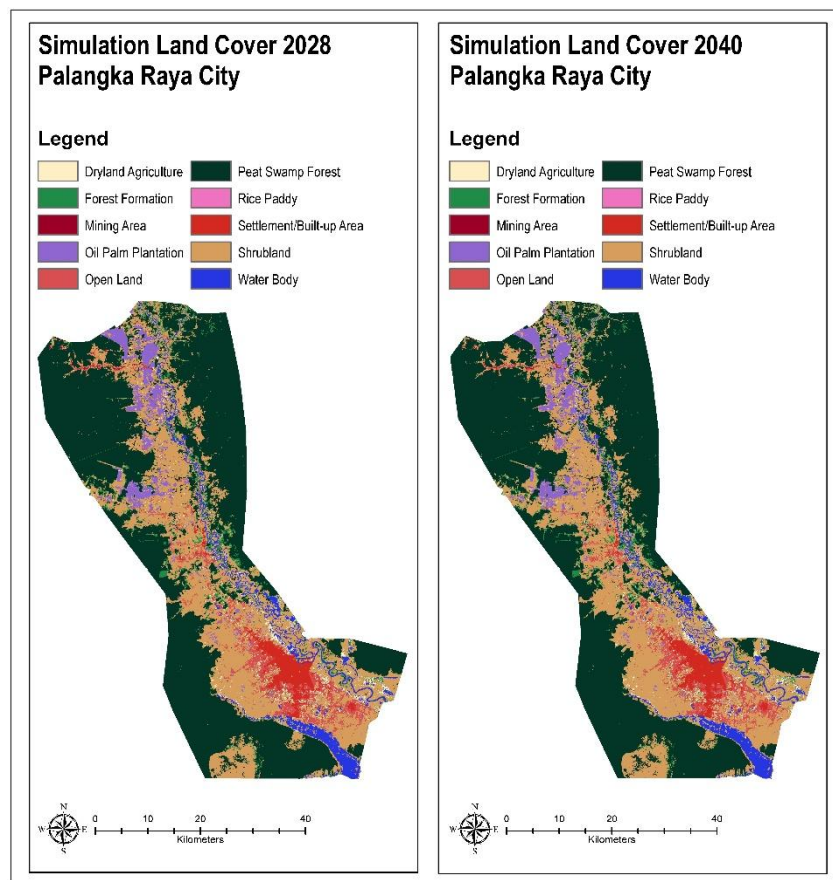 Simulation Land Cover 2028
Palangka Raya City
Legend
Dryland Agriculture
Peat Swamp Forest
Forest Formation
Rice Paddy
Mining Area
Settlement/Built-up Area
Oil Palm Plantation
Shrubland
Open Land
Water Body
N
W E
S
0 10 20 40
Kilometers
Simulation Land Cover 2040
Palangka Raya City
Legend
Dryland Agriculture
Peat Swamp Forest
Forest Formation
Rice Paddy
Mining Area
Settlement/Built-up Area
Oil Palm Plantation
Shrubland
Open Land
Water Body
N
W E
S
0 10 20 40
Kilometers